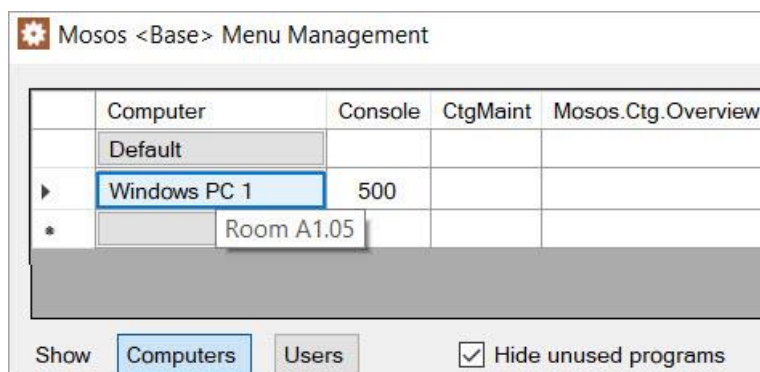 Mosos <Base> Menu Management
Computer Console CtgMaint Mosos.Ctg.Overview
Default
Windows PC 1 500
Room A1.05
Show Computers Users Hide unused programs